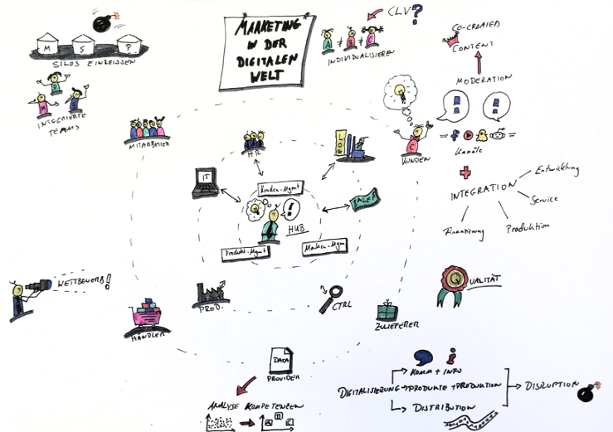 MARKETING
IN DER
DIGITALEN
WELT
M S P
SILOS EINREISSEN
INTEGRIERTE
TEAMS
CLV?
INDIVIDUALISIEREN
CO-CREATED
CONTENT
MODERATION
Kanäle
INTEGRATION
Entwicklung
Service
Produktion
Finanzierung
MITARBEITER
HR
LOG
KUNDEN
IT
Kunden-Mgmt
SALES
HUB
Produkt-Mgmt
Marken-Mgmt
WETTBEWERB!
PROD.
CTRL
HÄNDLER
ZULIEFERER
QUALITÄT
DATA
PROVIDER
ANALYSE KOMPETENZEN
A B C
KOMM + INFO
DIGITALISIERUNG → PRODUKTE + PRODUKTION → DISRUPTION
DISTRIBUTION